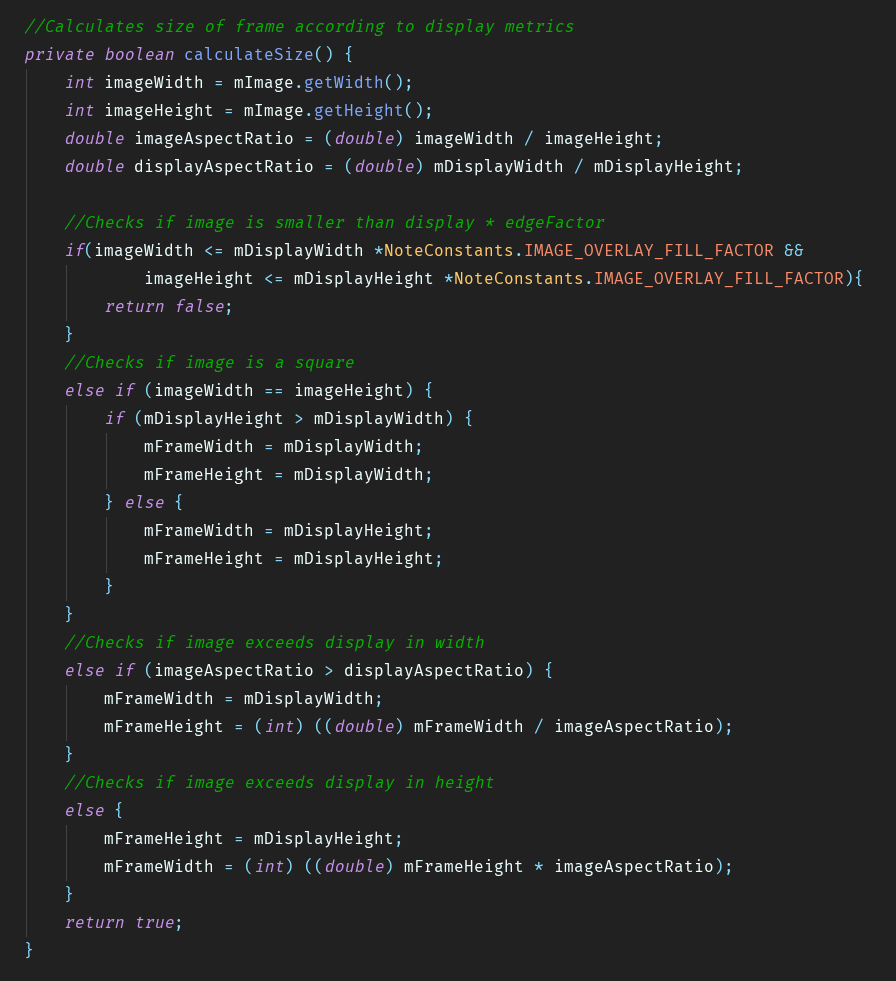 //Calculates size of frame according to display metrics
private boolean calculateSize() {
    int imageWidth = mImage.getWidth();
    int imageHeight = mImage.getHeight();
    double imageAspectRatio = (double) imageWidth / imageHeight;
    double displayAspectRatio = (double) mDisplayWidth / mDisplayHeight;

    //Checks if image is smaller than display * edgeFactor
    if(imageWidth <= mDisplayWidth *NoteConstants.IMAGE_OVERLAY_FILL_FACTOR &&
            imageHeight <= mDisplayHeight *NoteConstants.IMAGE_OVERLAY_FILL_FACTOR){
        return false;
    }
    //Checks if image is a square
    else if (imageWidth == imageHeight) {
        if (mDisplayHeight > mDisplayWidth) {
            mFrameWidth = mDisplayWidth;
            mFrameHeight = mDisplayWidth;
        } else {
            mFrameWidth = mDisplayHeight;
            mFrameHeight = mDisplayHeight;
        }
    }
    //Checks if image exceeds display in width
    else if (imageAspectRatio > displayAspectRatio) {
        mFrameWidth = mDisplayWidth;
        mFrameHeight = (int) ((double) mFrameWidth / imageAspectRatio);
    }
    //Checks if image exceeds display in height
    else {
        mFrameHeight = mDisplayHeight;
        mFrameWidth = (int) ((double) mFrameHeight * imageAspectRatio);
    }
    return true;
}